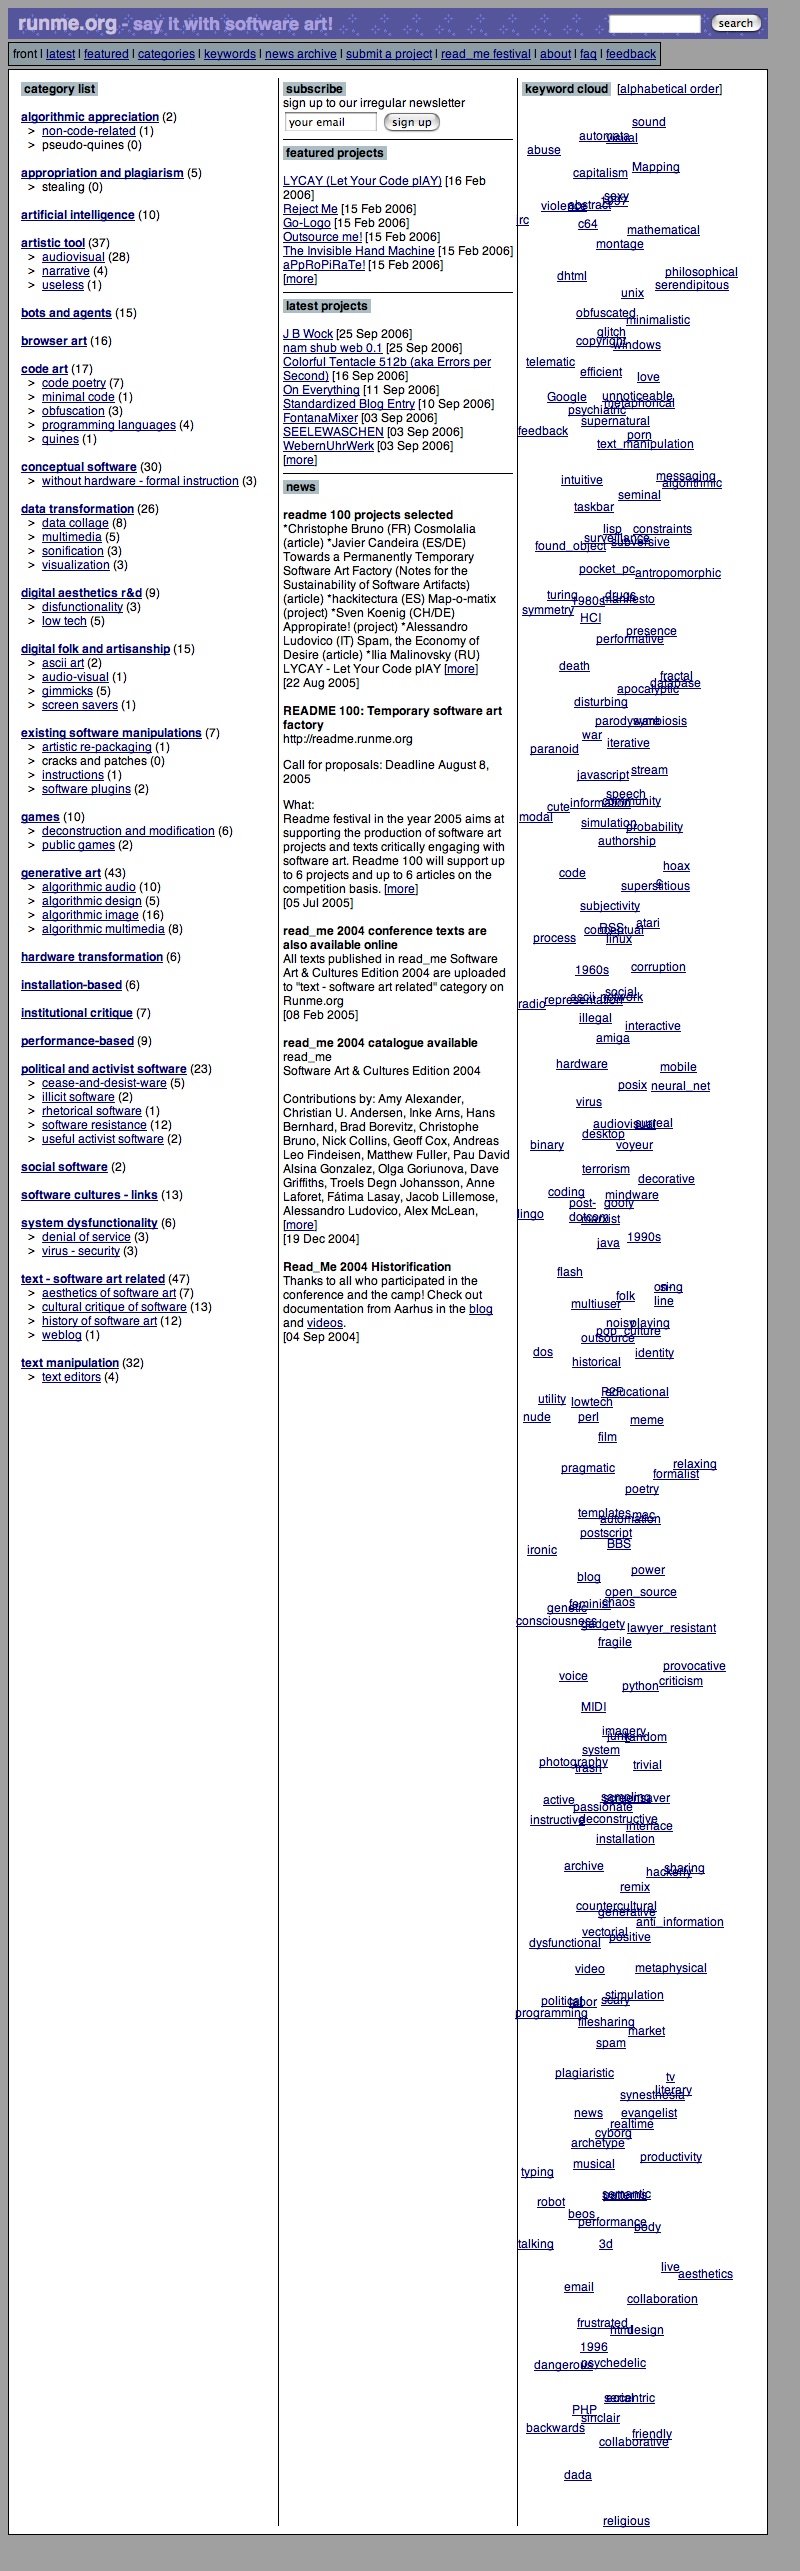 runme.org - say it with software art!
search
front l latest l featured l categories l keywords l news archive l submit a project l read_me festival l about l faq l feedback
category list
algorithmic appreciation (2)
> non-code-related (1)
> pseudo-quines (0)
appropriation and plagiarism (5)
> stealing (0)
artificial intelligence (10)
artistic tool (37)
> audiovisual (28)
> narrative (4)
> useless (1)
bots and agents (15)
browser art (16)
code art (17)
> code poetry (7)
> minimal code (1)
> obfuscation (3)
> programming languages (4)
> quines (1)
conceptual software (30)
> without hardware - formal instruction (3)
data transformation (26)
> data collage (8)
> multimedia (5)
> sonification (3)
> visualization (3)
digital aesthetics r&d (9)
> disfunctionality (3)
> low tech (5)
digital folk and artisanship (15)
> ascii art (2)
> audio-visual (1)
> gimmicks (5)
> screen savers (1)
existing software manipulations (7)
> artistic re-packaging (1)
> cracks and patches (0)
> instructions (1)
> software plugins (2)
games (10)
> deconstruction and modification (6)
> public games (2)
generative art (43)
> algorithmic audio (10)
> algorithmic design (5)
> algorithmic image (16)
> algorithmic multimedia (8)
hardware transformation (6)
installation-based (6)
institutional critique (7)
performance-based (9)
political and activist software (23)
> cease-and-desist-ware (5)
> illicit software (2)
> rhetorical software (1)
> software resistance (12)
> useful activist software (2)
social software (2)
software cultures - links (13)
system dysfunctionality (6)
> denial of service (3)
> virus - security (3)
text - software art related (47)
> aesthetics of software art (7)
> cultural critique of software (13)
> history of software art (12)
> weblog (1)
text manipulation (32)
> text editors (4)
subscribe
sign up to our irregular newsletter
your email
sign up
featured projects
LYCAY (Let Your Code plAY) [16 Feb
2006]
Reject Me [15 Feb 2006]
Go-Logo [15 Feb 2006]
Outsource me! [15 Feb 2006]
The Invisible Hand Machine [15 Feb 2006]
aPpRoPiRaTe! [15 Feb 2006]
[more]
latest projects
J B Wock [25 Sep 2006]
nam shub web 0.1 [25 Sep 2006]
Colorful Tentacle 512b (aka Errors per
Second) [16 Sep 2006]
On Everything [11 Sep 2006]
Standardized Blog Entry [10 Sep 2006]
FontanaMixer [03 Sep 2006]
SEELEWASCHEN [03 Sep 2006]
WebernUhrWerk [03 Sep 2006]
[more]
news
readme 100 projects selected
*Christophe Bruno (FR) Cosmolalia
(article) *Javier Candeira (ES/DE)
Towards a Permanently Temporary
Software Art Factory (Notes for the
Sustainability of Software Artifacts)
(article) *hackitectura (ES) Map-o-matix
(project) *Sven Koenig (CH/DE)
Appropirate! (project) *Alessandro
Ludovico (IT) Spam, the Economy of
Desire (article) *Ilia Malinovsky (RU)
LYCAY - Let Your Code plAY [more]
[22 Aug 2005]
README 100: Temporary software art
factory
http://readme.runme.org
Call for proposals: Deadline August 8,
2005
What:
Readme festival in the year 2005 aims at
supporting the production of software art
projects and texts critically engaging with
software art. Readme 100 will support up
to 6 projects and up to 6 articles on the
competition basis. [more]
[05 Jul 2005]
read_me 2004 conference texts are
also available online
All texts published in read_me Software
Art & Cultures Edition 2004 are uploaded
to "text - software art related" category on
Runme.org
[08 Feb 2005]
read_me 2004 catalogue available
read_me
Software Art & Cultures Edition 2004
Contributions by: Amy Alexander,
Christian U. Andersen, Inke Arns, Hans
Bernhard, Brad Borevitz, Christophe
Bruno, Nick Collins, Geoff Cox, Andreas
Leo Findeisen, Matthew Fuller, Pau David
Alsina Gonzalez, Olga Goriunova, Dave
Griffiths, Troels Degn Johansson, Anne
Laforet, Fátima Lasay, Jacob Lillemose,
Alessandro Ludovico, Alex McLean,
[more]
[19 Dec 2004]
Read_Me 2004 Historification
Thanks to all who participated in the
conference and the camp! Check out
documentation from Aarhus in the blog
and videos.
[04 Sep 2004]
keyword cloud [alphabetical order]
sound
automata
visual
abuse
Mapping
capitalism
sexy
violence
abstract
rc
c64
mathematical
montage
dhtml
philosophical
serendipitous
unix
obfuscated
minimalistic
glitch
copyright
windows
telematic
efficient
love
Google
unnoticeable
metaphorical
psychiatric
supernatural
feedback
porn
text_manipulation
intuitive
messaging
algorithmic
seminal
taskbar
lisp
constraints
surveillance
subversive
found_object
pocket_pc
antropomorphic
turing
drugs
1980s
manifesto
symmetry
HCI
presence
performative
death
fractal
database
apocalyptic
disturbing
parody
symbiosis
war
iterative
paranoid
stream
javascript
speech
community
information
cute
modal
simulation
probability
authorship
hoax
code
superstitious
subjectivity
atari
RSS
conceptual
process
linux
1960s
corruption
social
ascii
network
representation
radio
illegal
interactive
amiga
hardware
mobile
posix
neural_net
virus
audiovisual
surreal
desktop
binary
voyeur
terrorism
decorative
coding
mindware
post-
dotcom
goofy
lingo
marxist
1990s
java
flash
on-
line
folk
multiuser
noisy
playing
pop_culture
outsource
dos
identity
historical
P2P
educational
utility
lowtech
nude
perl
meme
film
relaxing
pragmatic
formalist
poetry
templates
mac
automation
postscript
BBS
ironic
power
blog
open_source
feminist
chaos
genetic
consciousness
gadgety
lawyer_resistant
fragile
provocative
voice
criticism
python
MIDI
imagery
junk
random
system
photography
trash
trivial
sampling
screensaver
active
passionate
instructive
deconstructive
interface
installation
archive
sharing
hackerly
remix
countercultural
generative
anti_information
vectorial
positive
dysfunctional
video
metaphysical
stimulation
political
labor
scary
programming
filesharing
market
spam
plagiaristic
tv
literary
synesthesia
news
evangelist
realtime
cyborg
archetype
productivity
musical
typing
semantic
patterns
robot
beos
performance
body
talking
3d
live
aesthetics
email
collaboration
frustrated
html
design
1996
dangerous
psychedelic
serial
eccentric
PHP
sinclair
backwards
friendly
collaborative
dada
religious